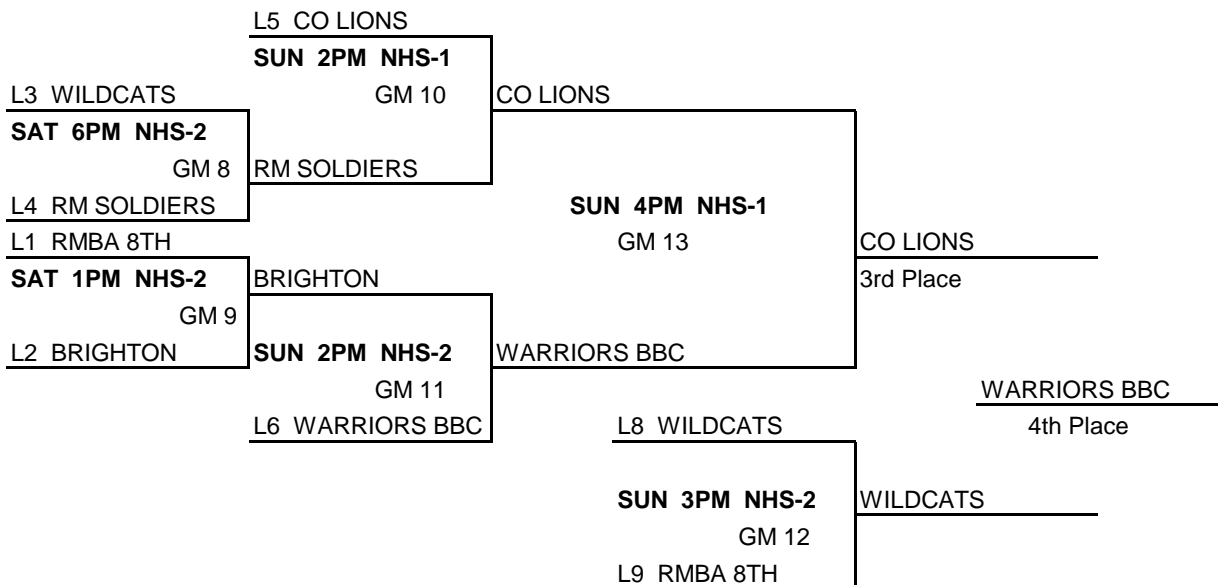 L5 CO LIONS
SUN 2PM NHS-1
L3 WILDCATS
GM 10
CO LIONS
SAT 6PM NHS-2
GM 8
RM SOLDIERS
L4 RM SOLDIERS
SUN 4PM NHS-1
L1 RMBA 8TH
GM 13
CO LIONS
SAT 1PM NHS-2
BRIGHTON
3rd Place
GM 9
L2 BRIGHTON
SUN 2PM NHS-2
WARRIORS BBC
GM 11
WARRIORS BBC
L6 WARRIORS BBC
L8 WILDCATS
4th Place
SUN 3PM NHS-2
WILDCATS
GM 12
L9 RMBA 8TH